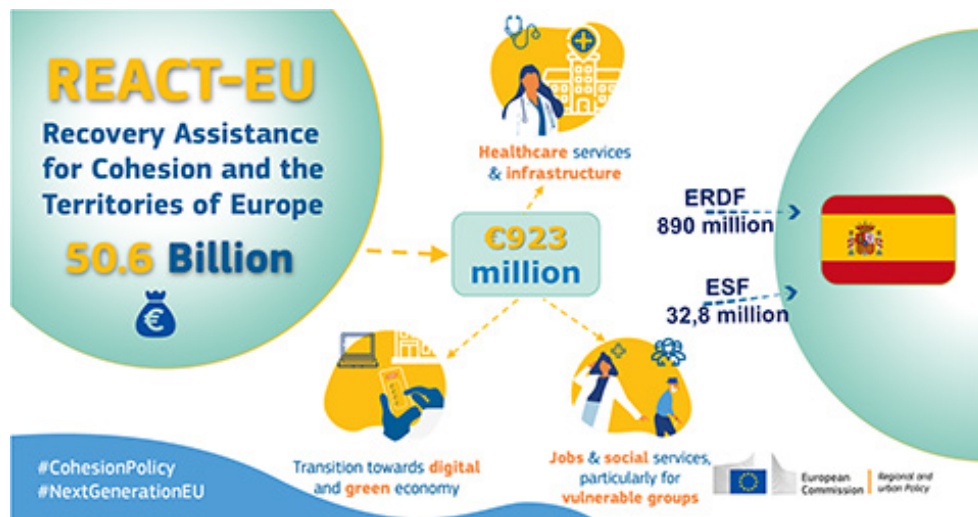 REACT-EU
Recovery Assistance
for Cohesion and the
Territories of Europe
50.6 Billion
€
Healthcare services
& infrastructure
€923
million
ERDF
890 million
ESF
32,8 million
Transition towards digital
and green economy
Jobs & social services,
particularly for
vulnerable groups
#CohesionPolicy
#NextGenerationEU
European
Commission
Regional and
urban Policy